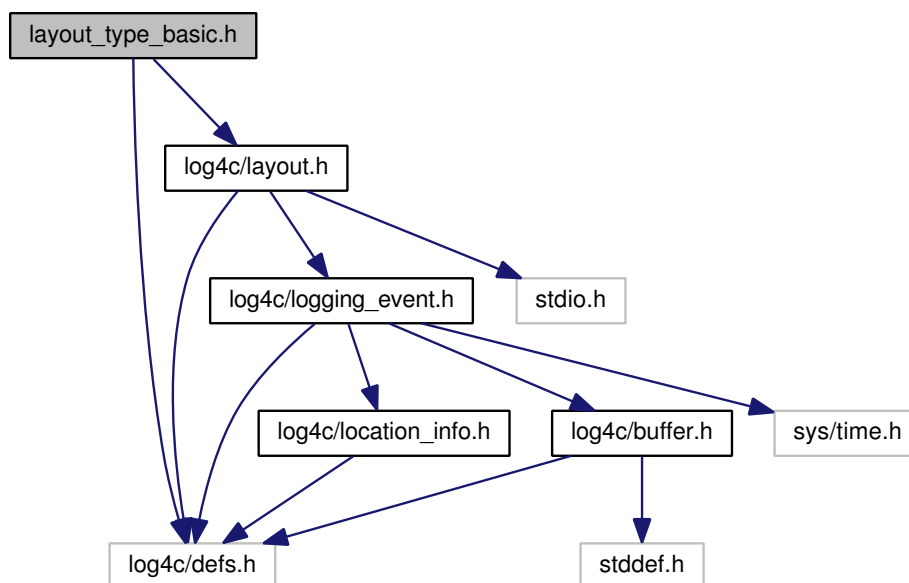 layout_type_basic.h
log4c/layout.h
log4c/logging_event.h
stdio.h
log4c/location_info.h
log4c/buffer.h
sys/time.h
log4c/defs.h
stddef.h